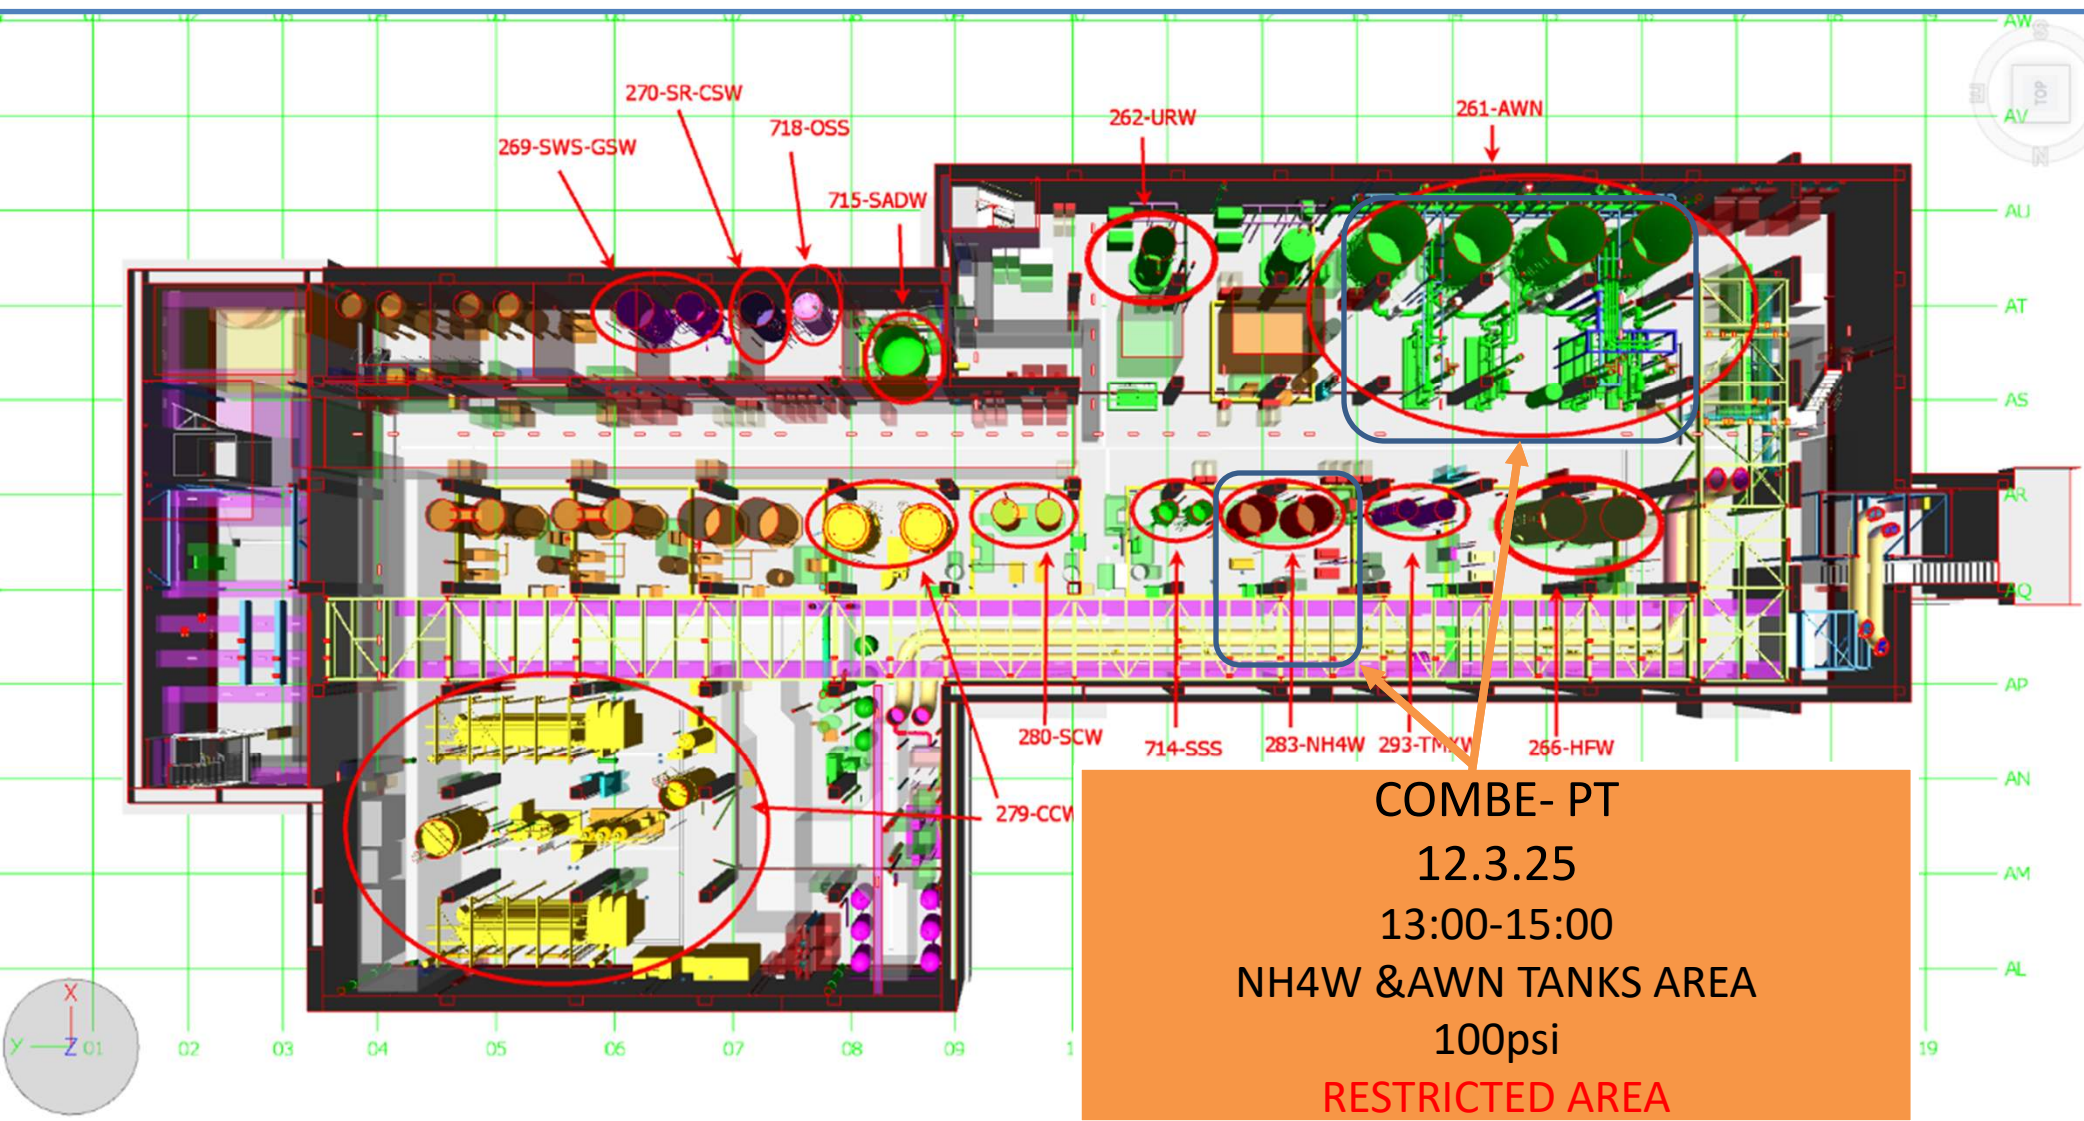 AW
TOP
AV
AU
AT
AS
AR
AQ
AP
AN
AM
AL
270-SR-CSW
718-OSS
269-SWS-GSW
715-SADW
262-URW
261-AWN
280-SCW
714-SSS
283-NH4W
266-HFW
279-CCW
COMBE- PT
12.3.25
13:00-15:00
NH4W &AWN TANKS AREA
100psi
RESTRICTED AREA
X
Y
Z
01
02
03
04
05
06
07
08
09
1
19